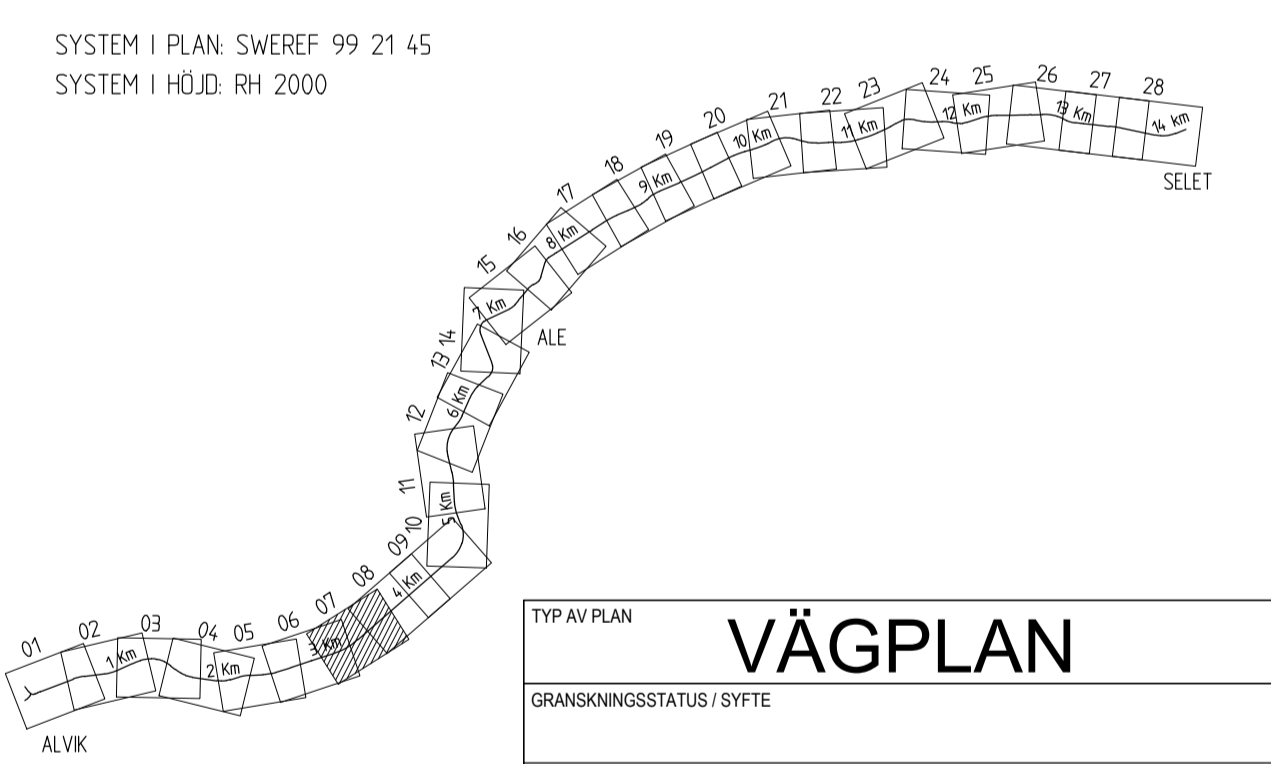 SYSTEM I PLAN: SWEREF 99 21 45
SYSTEM I HÖJD: RH 2000
01
02
03
04
05
06
07
08
09
10
11
12
13
14
15
16
17
18
19
20
21
22
23
24
25
26
27
28
1 Km
2 Km
3 Km
4 Km
5 Km
6 Km
7 Km
8 Km
9 Km
10 Km
11 Km
12 Km
13 Km
14 km
SELET
ALE
ALVIK
TYP AV PLAN
VÄGPLAN
GRANSKNINGSSTATUS / SYFTE